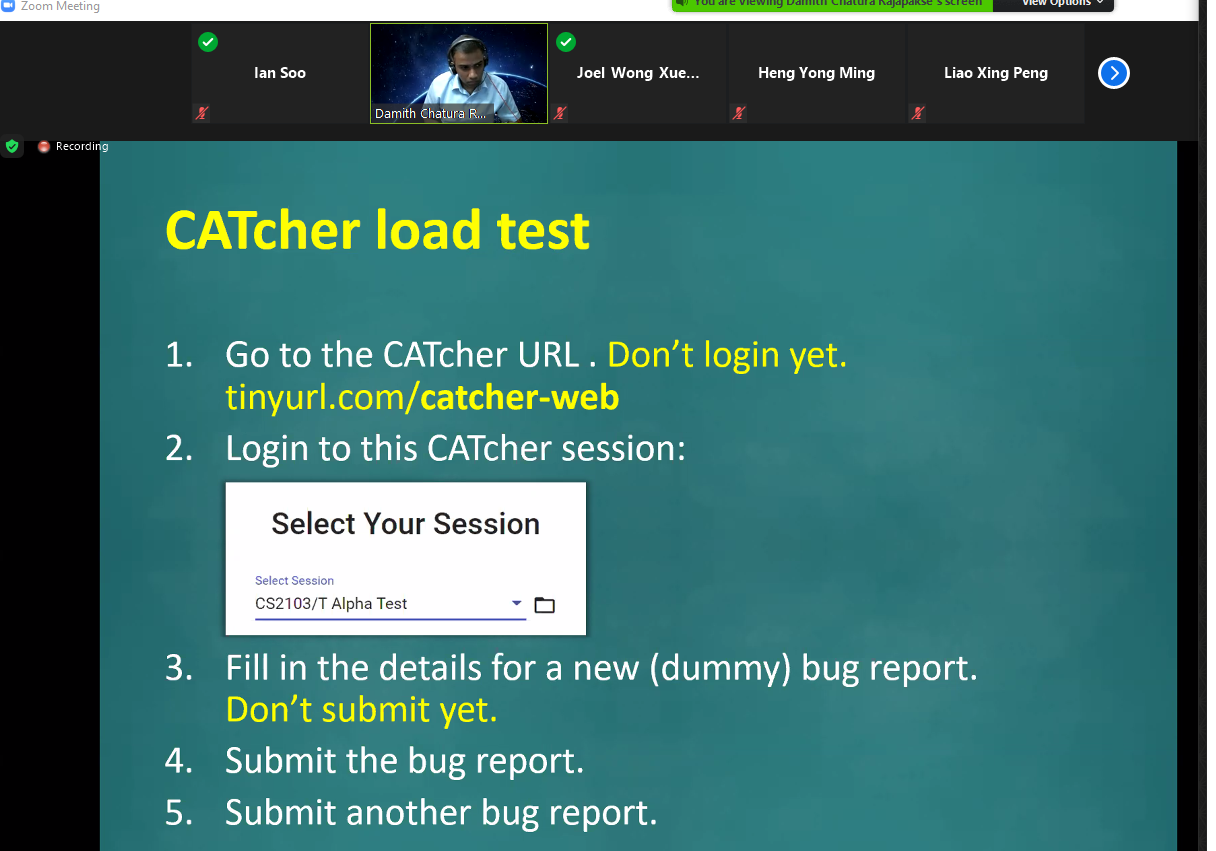 Zoom Meeting
You are viewing Damith Chatura Rajapakse's screen
View Options
Ian Soo
Damith Chatura R...
Joel Wong Xue...
Heng Yong Ming
Liao Xing Peng
Recording
CATcher load test
1. Go to the CATcher URL . Don't login yet.
tinyurl.com/catcher-web
2. Login to this CATcher session:
Select Your Session
Select Session
CS2103/T Alpha Test
3. Fill in the details for a new (dummy) bug report.
Don't submit yet.
4. Submit the bug report.
5. Submit another bug report.